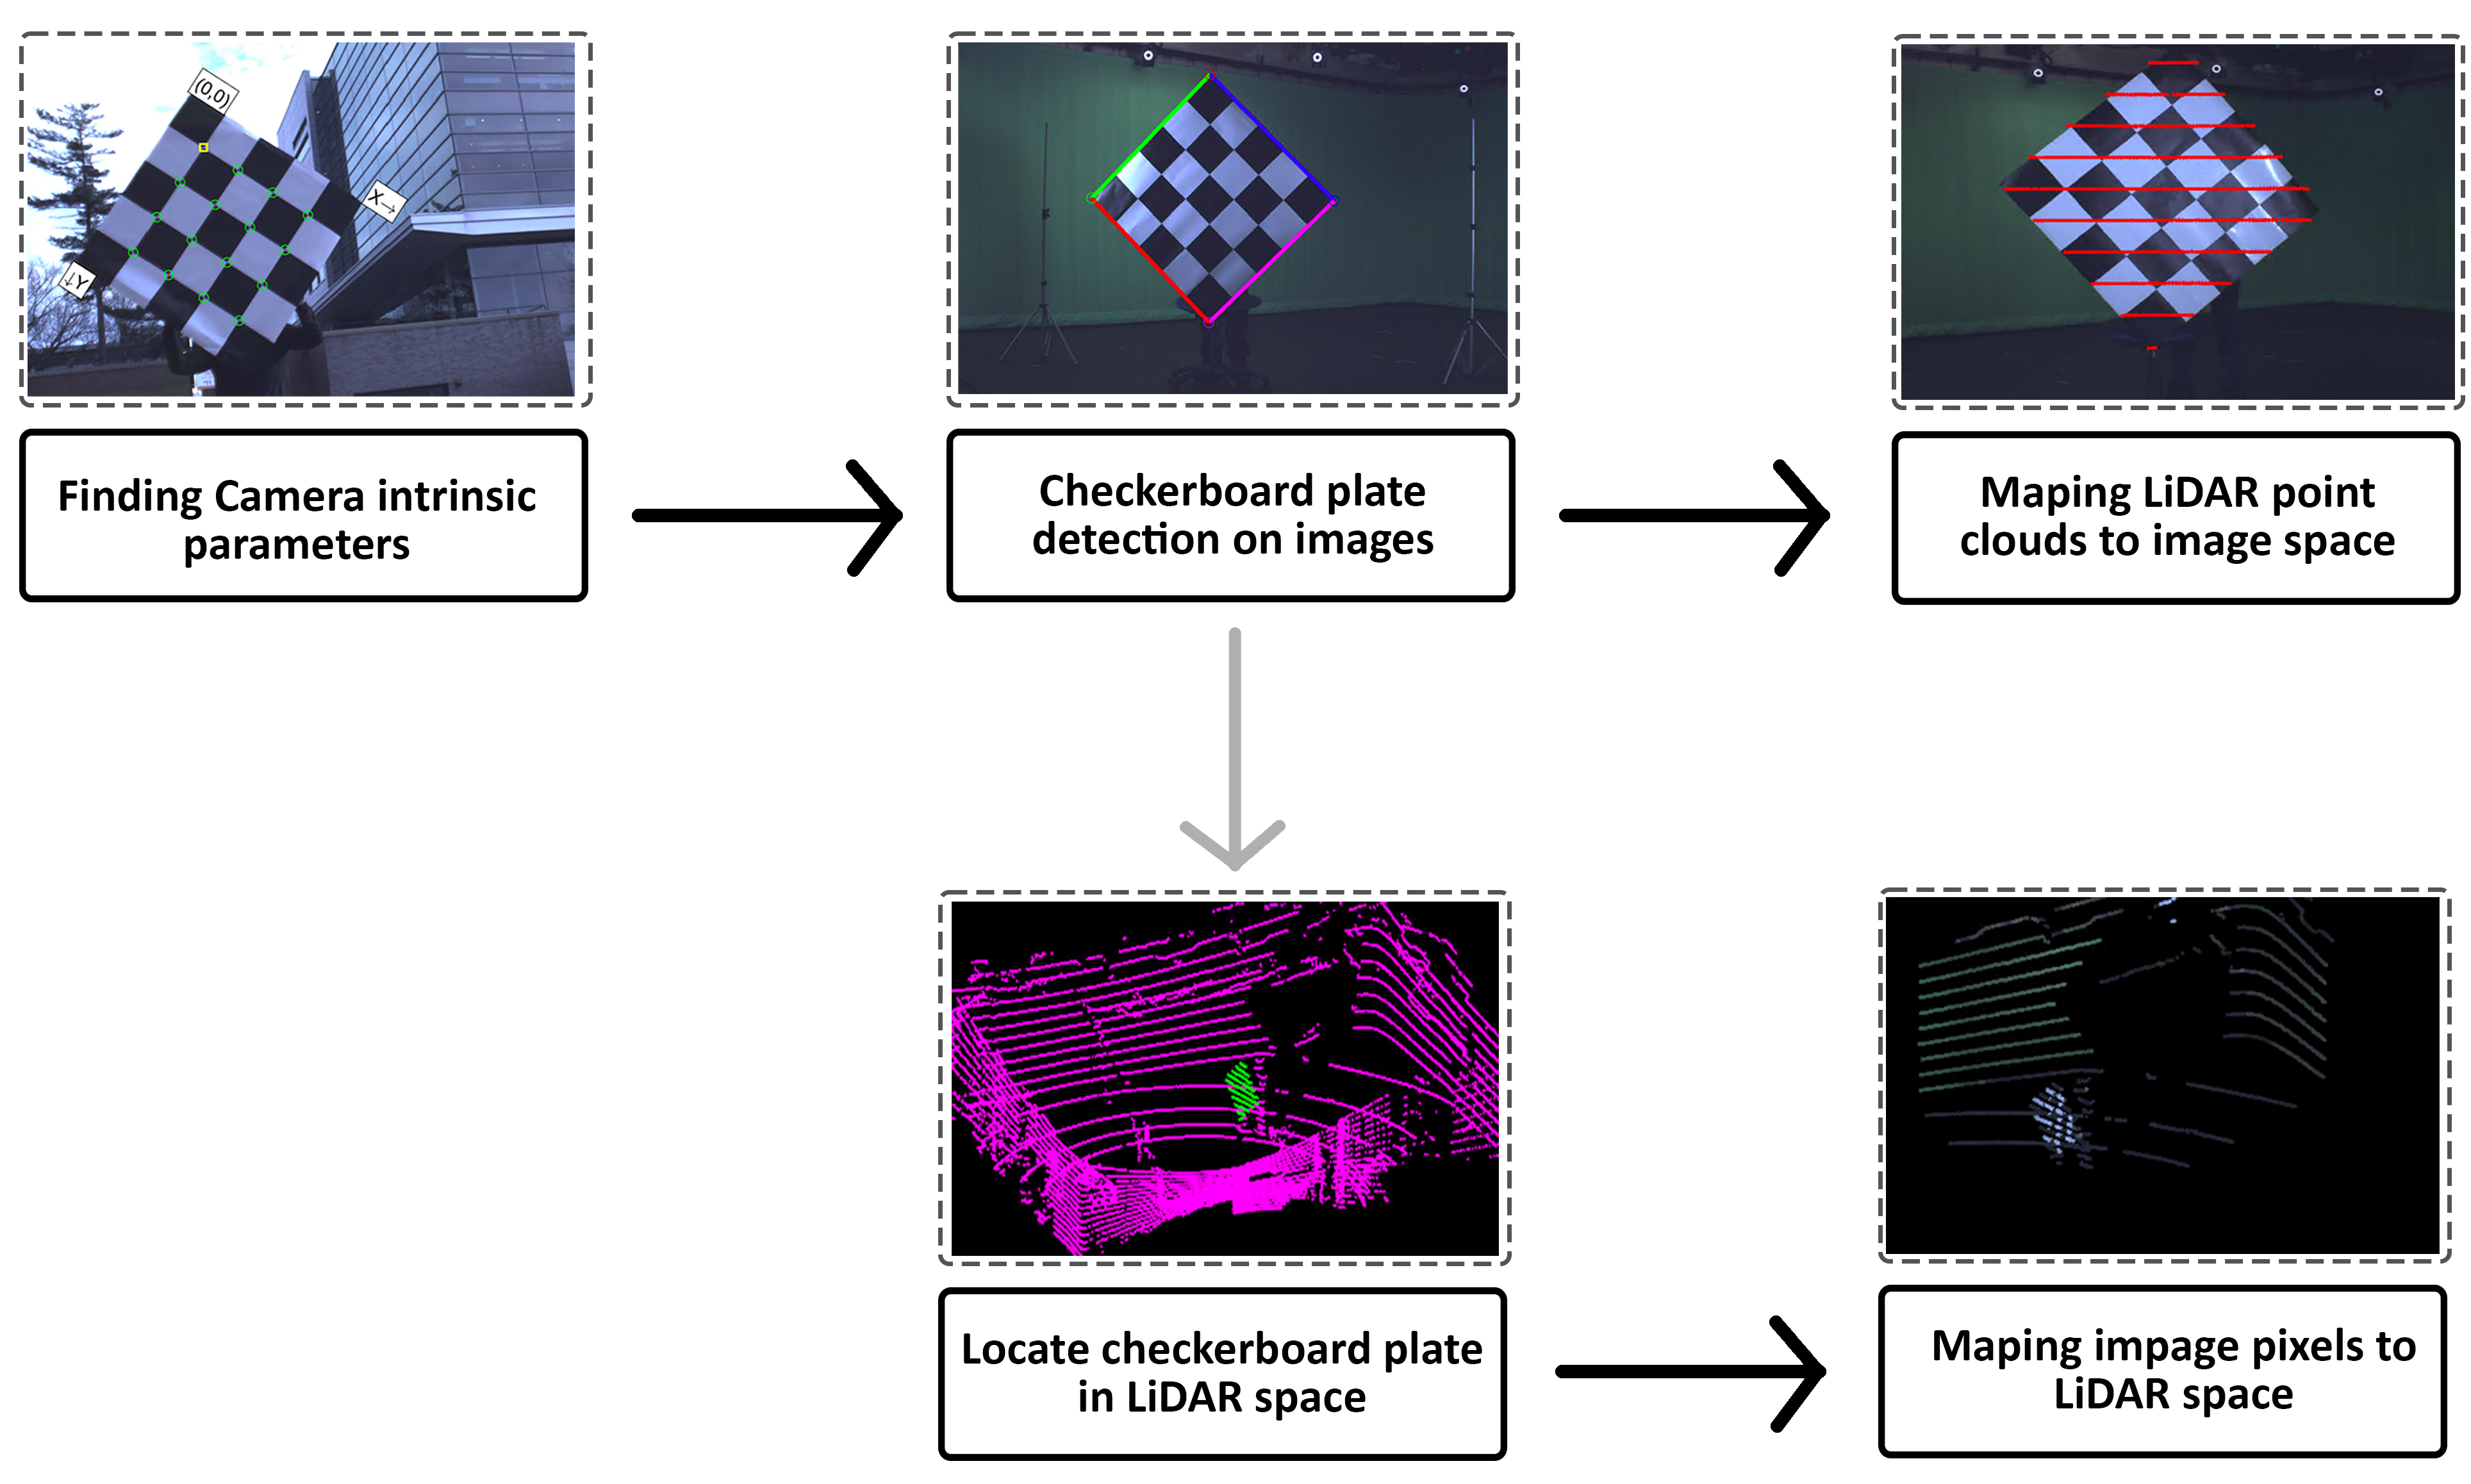 (0,0)
X→
↓Y
Finding Camera intrinsic
parameters
Checkerboard plate
detection on images
Maping LiDAR point
clouds to image space
Locate checkerboard plate
in LiDAR space
Maping impage pixels to
LiDAR space